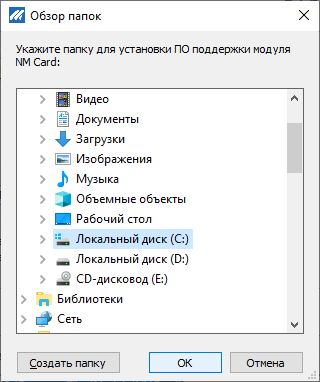 Обзор папок
Укажите папку для установки ПО поддержки модуля
NM Card:
Видео
Документы
Загрузки
Изображения
Музыка
Объемные объекты
Рабочий стол
Локальный диск (C:)
Локальный диск (D:)
CD-дисковод (E:)
Библиотеки
Сеть
Создать папку
ОК
Отмена